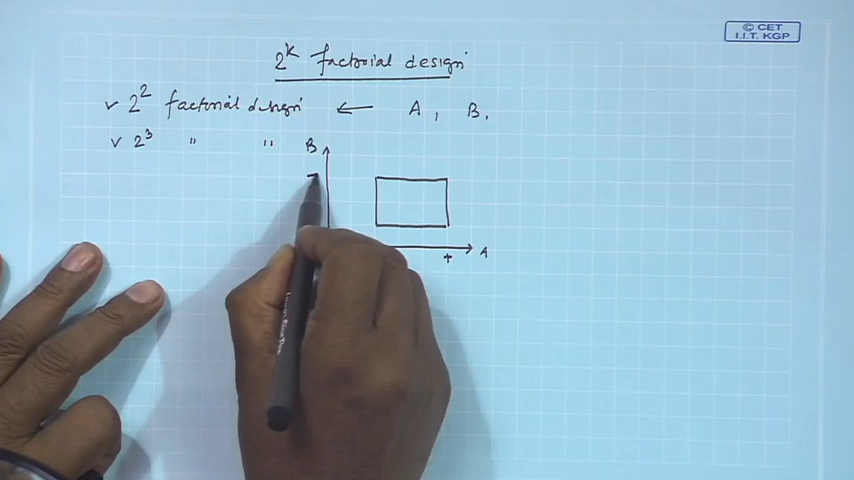 © CET
I.I.T. KGP
2^k factorial design
✓ 2^2 factorial design ← A, B,
✓ 2^3 " "
B
+ A